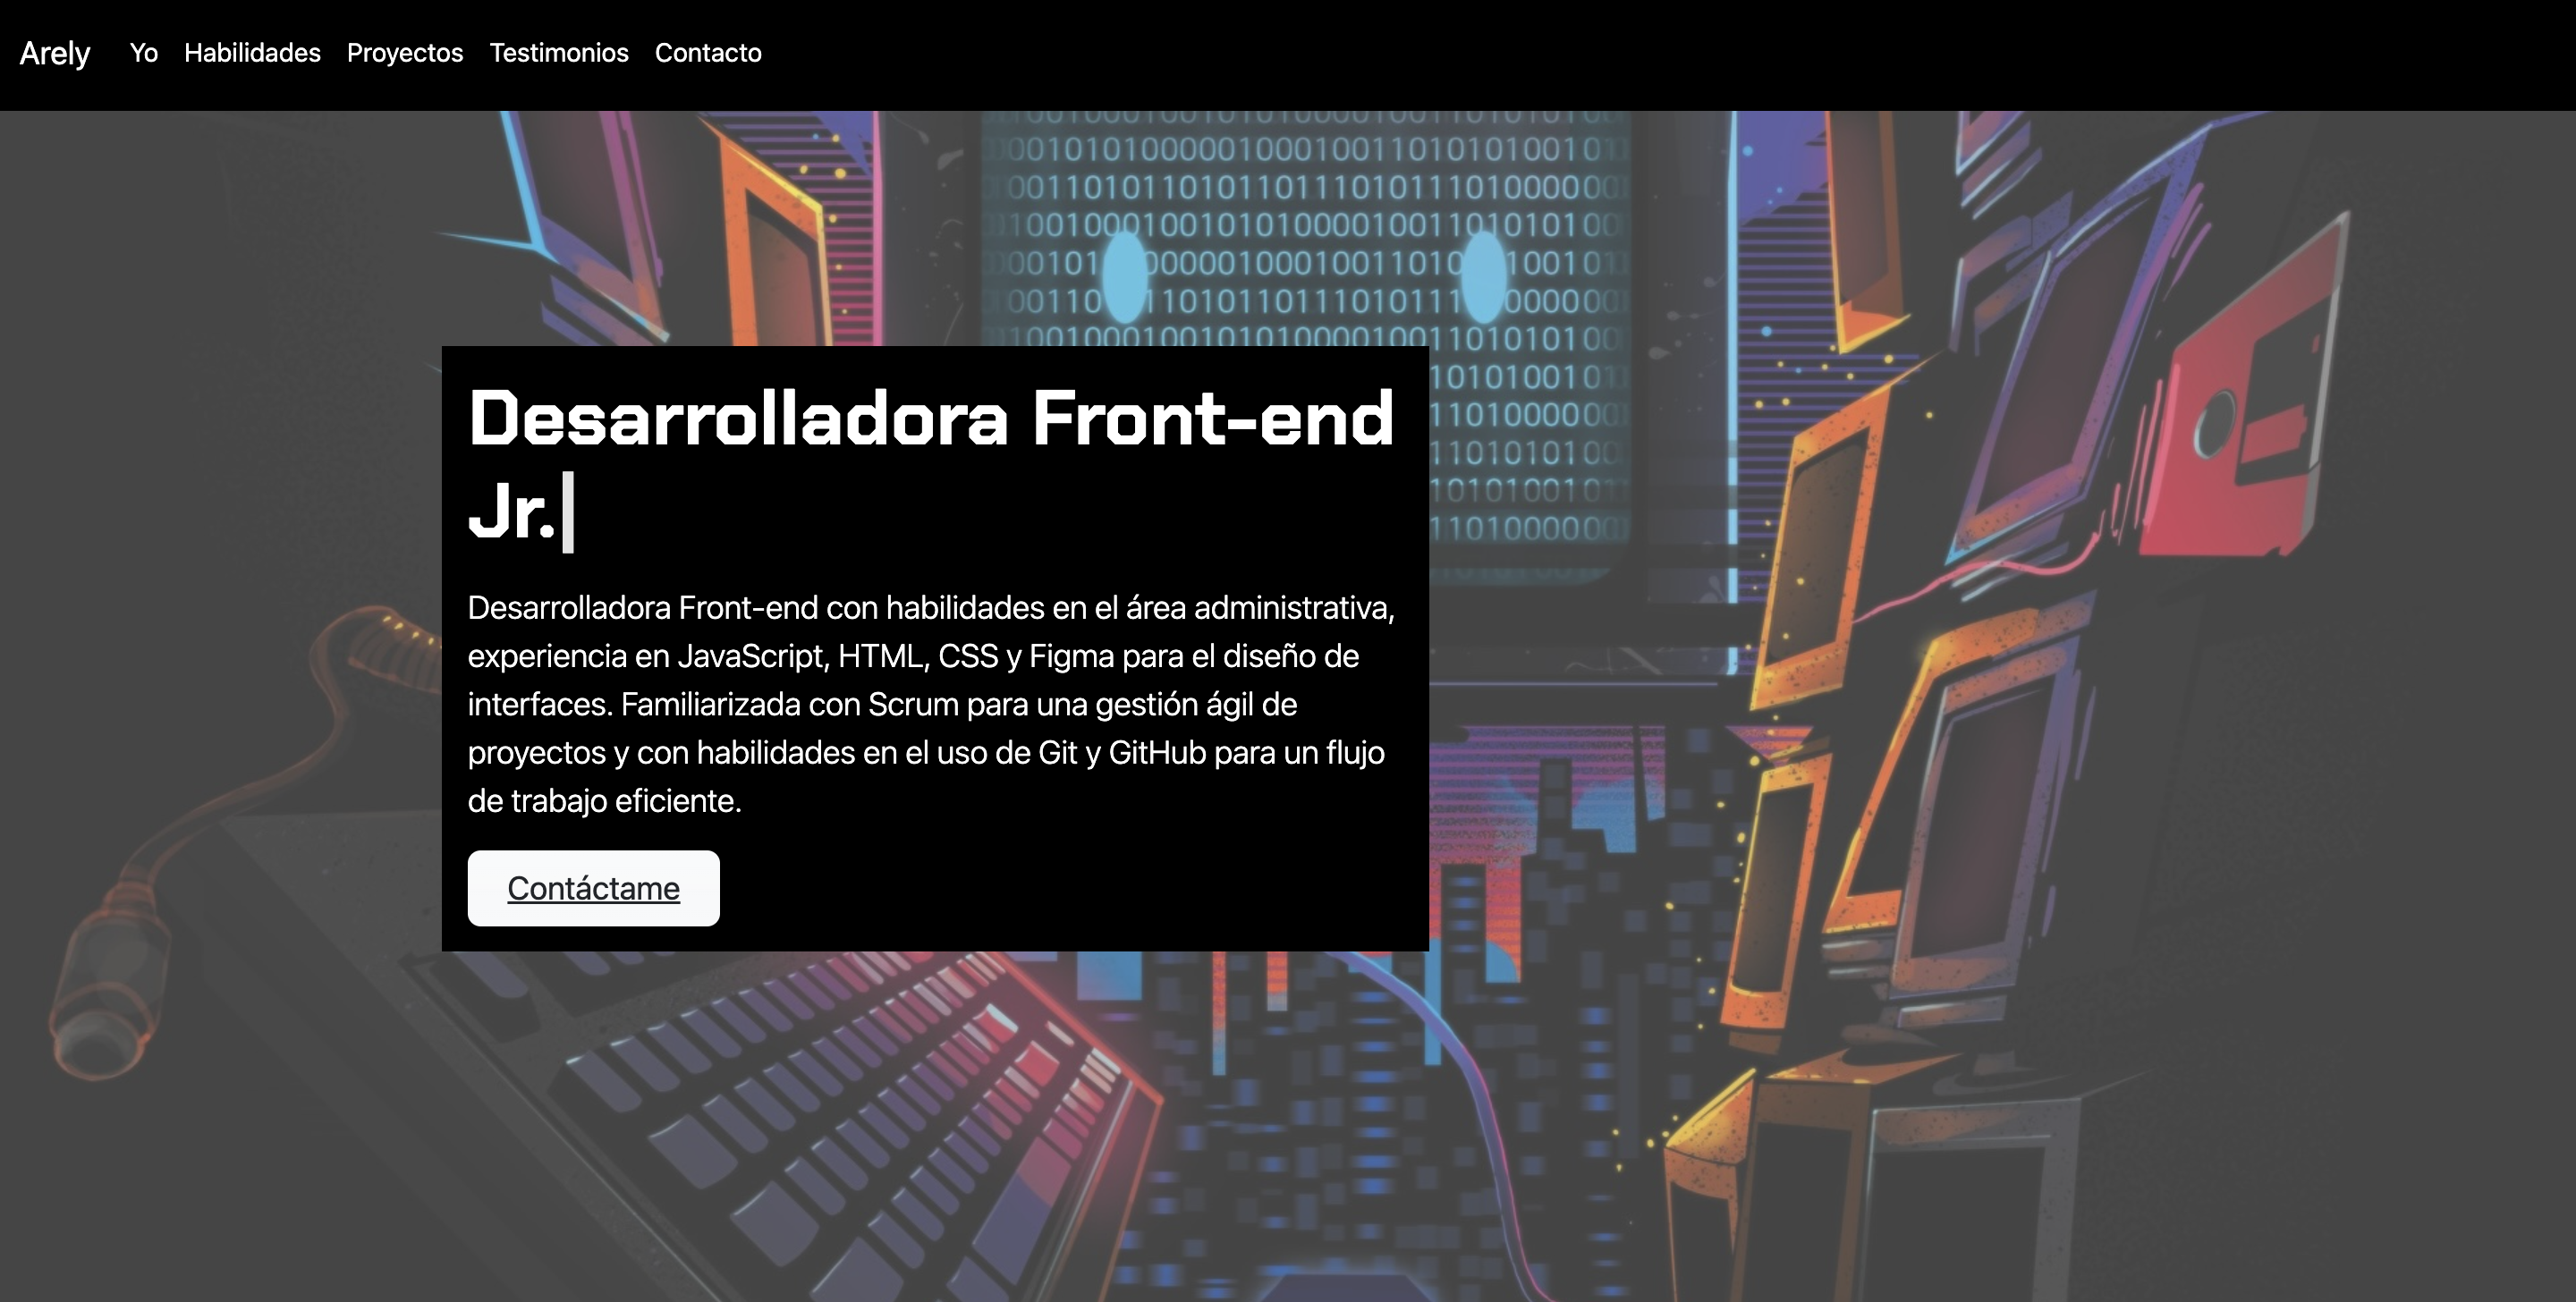 Arely Yo Habilidades Proyectos Testimonios Contacto
Desarrolladora Front-end
Jr.
Desarrolladora Front-end con habilidades en el área administrativa,
experiencia en JavaScript, HTML, CSS y Figma para el diseño de
interfaces. Familiarizada con Scrum para una gestión ágil de
proyectos y con habilidades en el uso de Git y GitHub para un flujo
de trabajo eficiente.
Contáctame